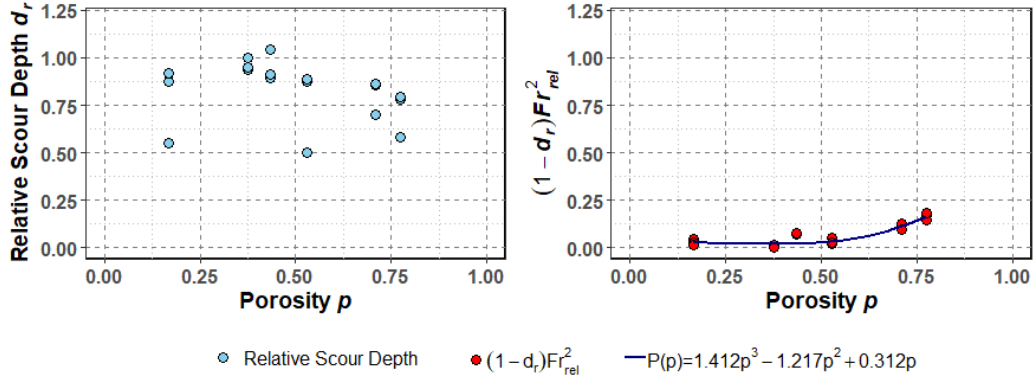 Relative Scour Depth dᵣ
1.25
1.00
0.75
0.50
0.25
0.00
0.00 0.25 0.50 0.75 1.00
Porosity p
(1 − dᵣ)Fr²rel
1.25
1.00
0.75
0.50
0.25
0.00
0.00 0.25 0.50 0.75 1.00
Porosity p
Relative Scour Depth (1 − dᵣ)Fr²rel P(p)=1.412p³ − 1.217p² + 0.312p